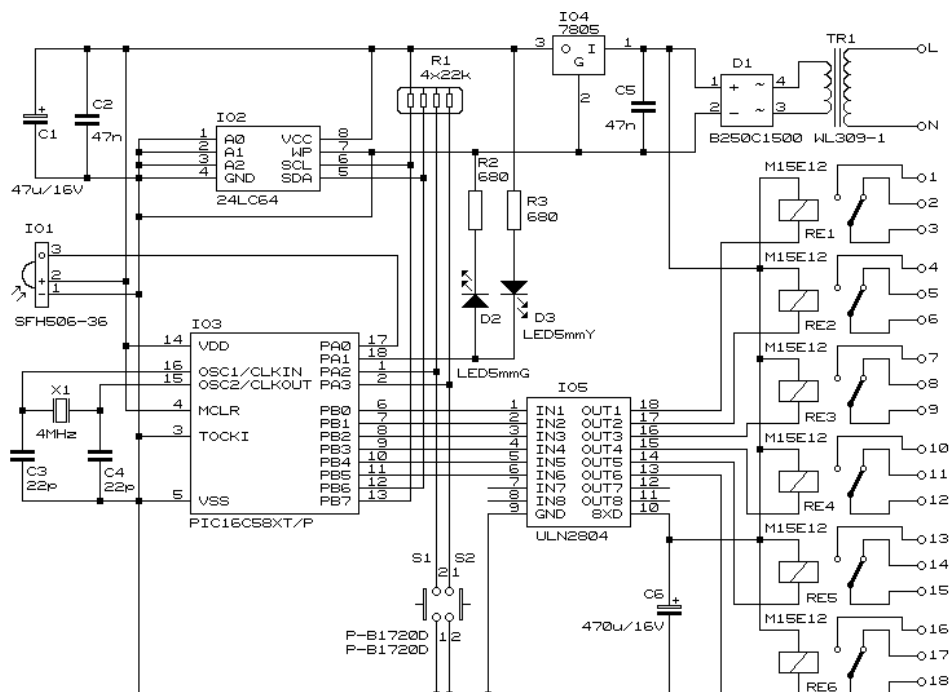 IO4
7805
3
O
I
G
1
2
TR1
L
N
D1
1
+
~
4
2
-
~
3
B250C1500
WL309-1
R1
4x22k
C1
47u/16V
C2
47n
C5
47n
IO2
1 A0 VCC 8
2 A1 WP 7
3 A2 SCL 6
4 GND SDA 5
24LC64
R2
680
R3
680
IO1
3
2
1
SFH506-36
D2
LED5mmG
D3
LED5mmY
IO3
14 VDD PA0 17
PA1 18
16 OSC1/CLKIN PA2 1
15 OSC2/CLKOUT PA3 2
4 MCLR PB0 6
PB1 7
3 TOCKI PB2 8
PB3 9
PB4 10
PB5 11
PB6 12
5 VSS PB7 13
PIC16C58XT/P
X1
4MHz
C3
22p
C4
22p
IO5
1 IN1 OUT1 18
2 IN2 OUT2 17
3 IN3 OUT3 16
4 IN4 OUT4 15
5 IN5 OUT5 14
6 IN6 OUT6 13
7 IN7 OUT7 12
8 IN8 OUT8 11
9 GND 8XD 10
ULN2804
S1
S2
2 1
1 2
P-B1720D
P-B1720D
C6
+
470u/16V
M15E12
RE1
1
2
3
M15E12
RE2
4
5
6
M15E12
RE3
7
8
9
M15E12
RE4
10
11
12
M15E12
RE5
13
14
15
M15E12
RE6
16
17
18